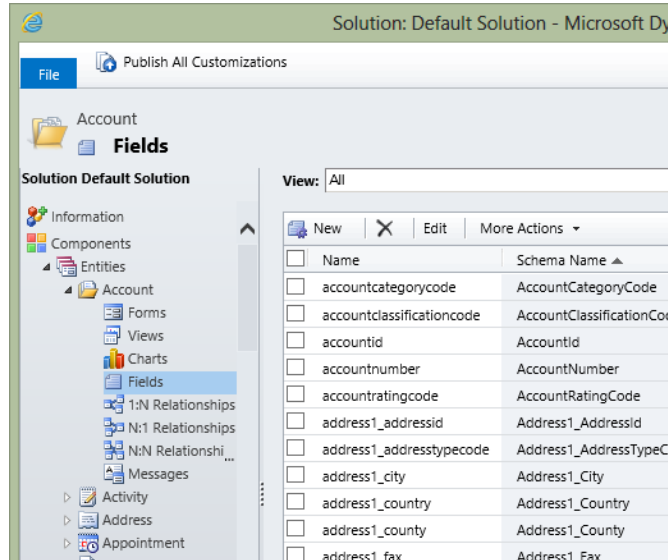 Solution: Default Solution - Microsoft Dy
File
Publish All Customizations
Account
Fields
Solution Default Solution
Information
Components
Entities
Account
Forms
Views
Charts
Fields
1:N Relationships
N:1 Relationships
N:N Relationshi...
Messages
Activity
Address
Appointment
View: All
New Edit More Actions
Name Schema Name
accountcategorycode AccountCategoryCode
accountclassificationcode AccountClassificationCod
accountid AccountId
accountnumber AccountNumber
accountratingcode AccountRatingCode
address1_addressid Address1_AddressId
address1_addresstypecode Address1_AddressTypeC
address1_city Address1_City
address1_country Address1_Country
address1_county Address1_County
address1_fax Address1_Fax